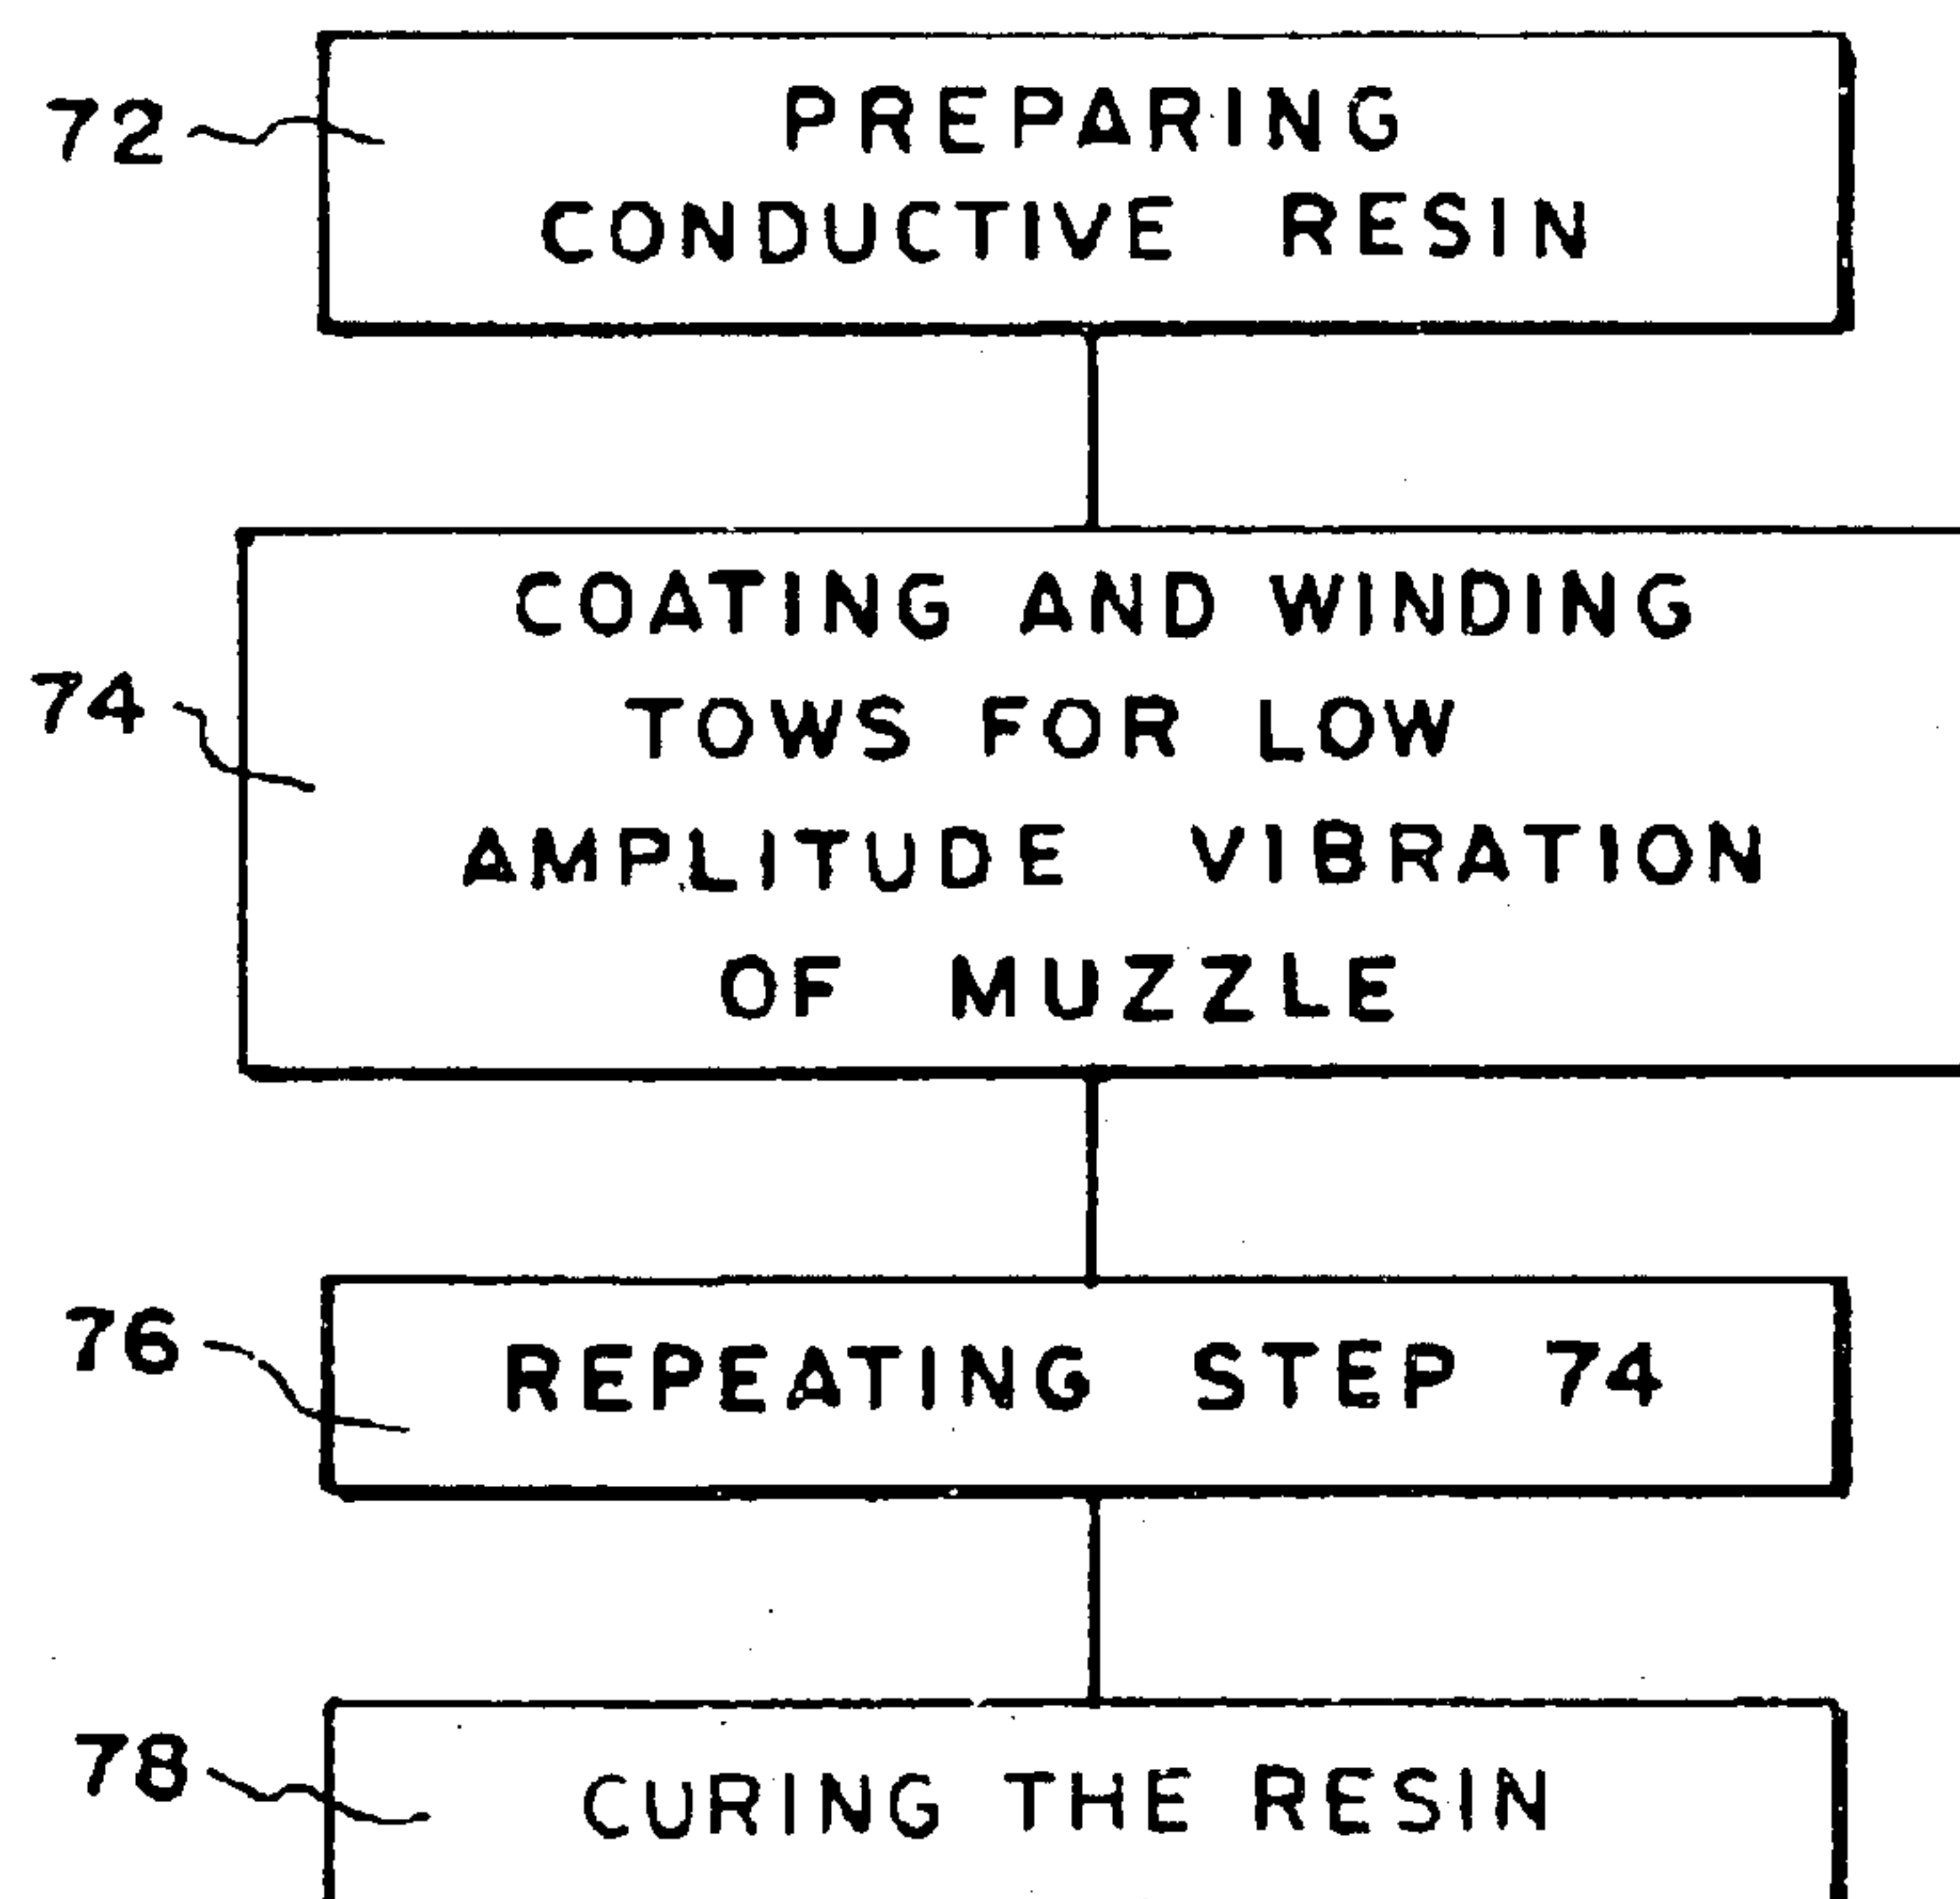 72
PREPARING
CONDUCTIVE RESIN
74
COATING AND WINDING
TOWS FOR LOW
AMPLITUDE VIBRATION
OF MUZZLE
76
REPEATING STEP 74
78
CURING THE RESIN